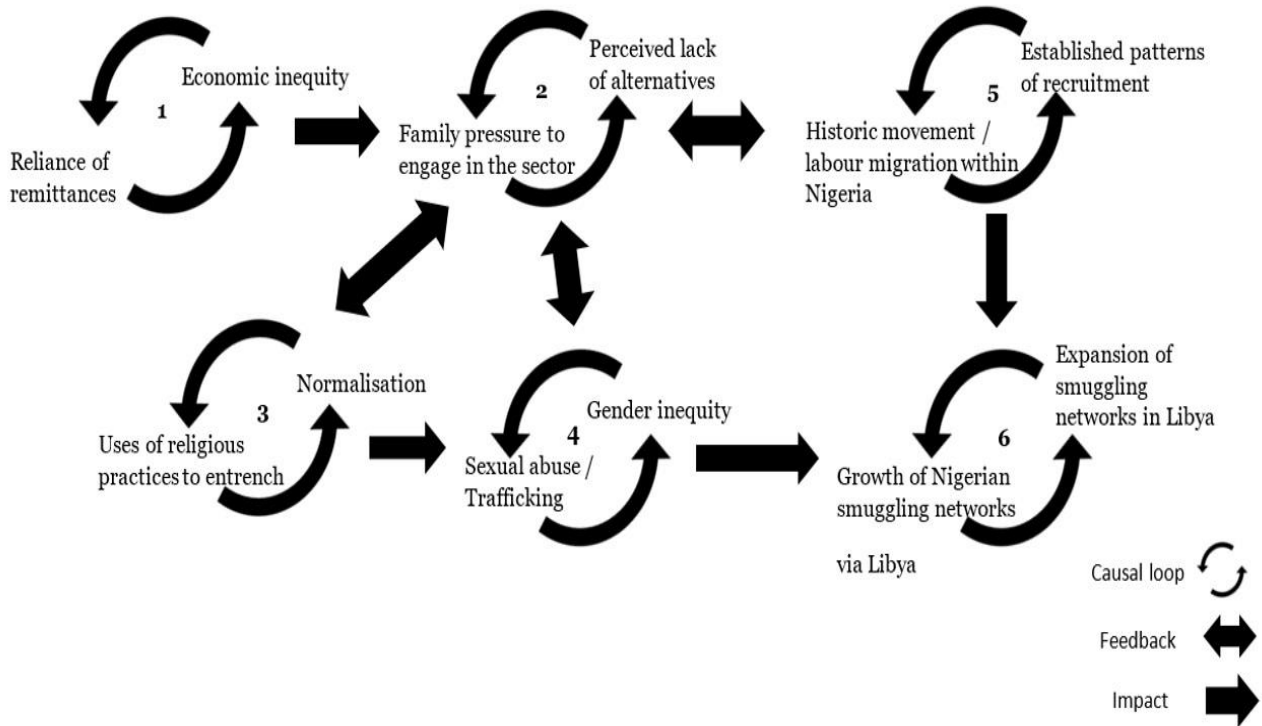 1
Economic inequity
Reliance of
remittances
2
Perceived lack
of alternatives
Family pressure to
engage in the sector
5
Established patterns
of recruitment
Historic movement /
labour migration within
Nigeria
3
Normalisation
Uses of religious
practices to entrench
4
Gender inequity
Sexual abuse /
Trafficking
6
Expansion of
smuggling
networks in Libya
Growth of Nigerian
smuggling networks
via Libya
Causal loop
Feedback
Impact